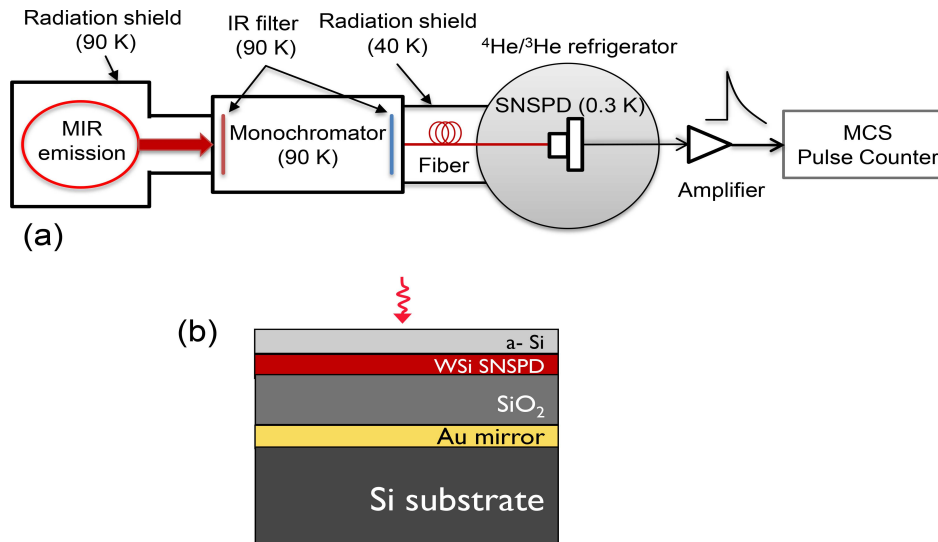 Radiation shield
(90 K)
IR filter
(90 K)
Radiation shield
(40 K)
⁴He/³He refrigerator
MIR
emission
Monochromator
(90 K)
Fiber
SNSPD (0.3 K)
Amplifier
MCS
Pulse Counter
(a)
(b)
a- Si
WSi SNSPD
SiO₂
Au mirror
Si substrate